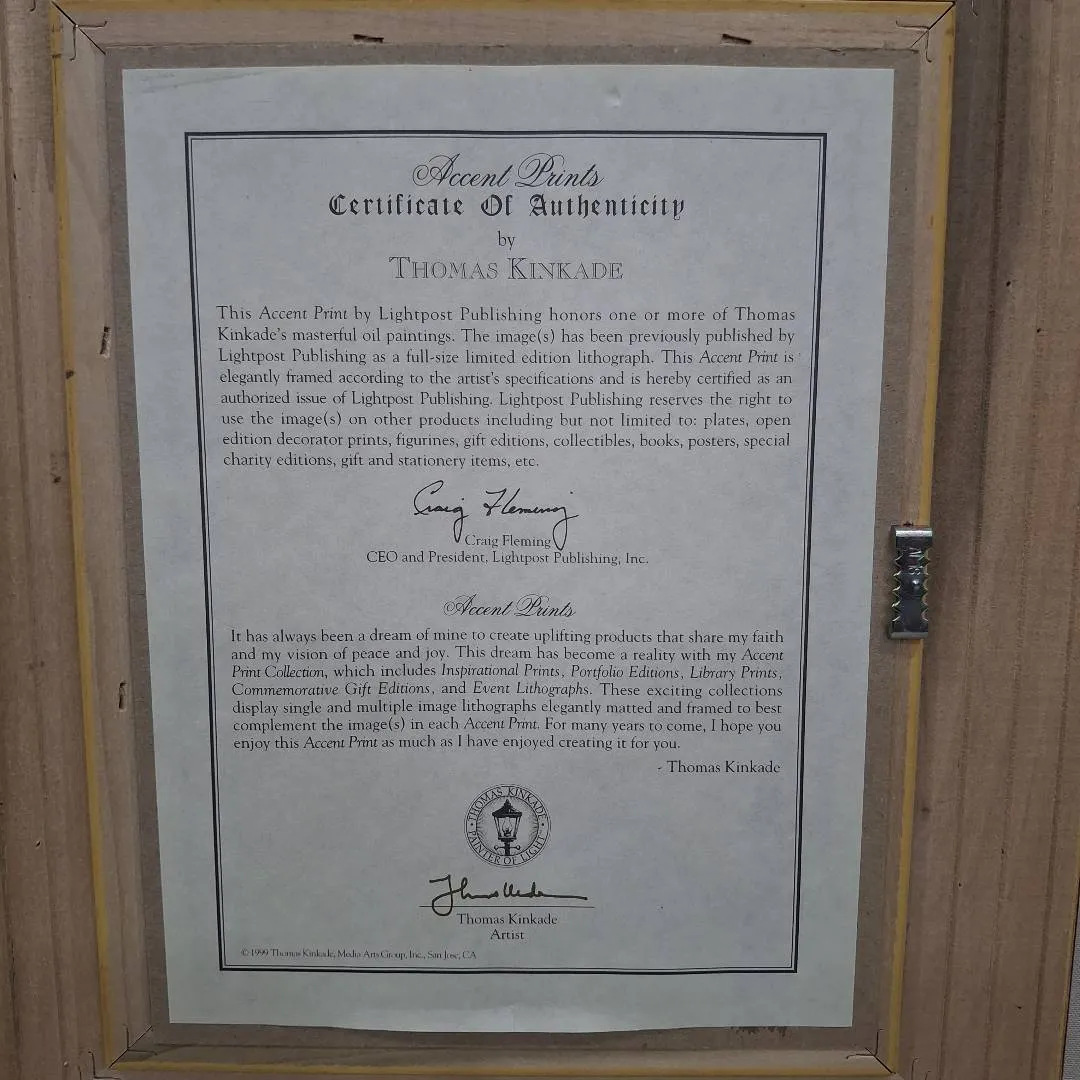 Accent Prints
Certificate Of Authenticity
by
THOMAS KINKADE
This Accent Print by Lightpost Publishing honors one or more of Thomas
Kinkade's masterful oil paintings. The image(s) has been previously published by
Lightpost Publishing as a full-size limited edition lithograph. This Accent Print is
elegantly framed according to the artist's specifications and is hereby certified as an
authorized issue of Lightpost Publishing. Lightpost Publishing reserves the right to
use the image(s) on other products including but not limited to: plates, open
edition decorator prints, figurines, gift editions, collectibles, books, posters, special
charity editions, gift and stationery items, etc.
Craig Fleming
Craig Fleming
CEO and President, Lightpost Publishing, Inc.
Accent Prints
It has always been a dream of mine to create uplifting products that share my faith
and my vision of peace and joy. This dream has become a reality with my Accent
Print Collection, which includes Inspirational Prints, Portfolio Editions, Library Prints,
Commemorative Gift Editions, and Event Lithographs. These exciting collections
display single and multiple image lithographs elegantly matted and framed to best
complement the image(s) in each Accent Print. For many years to come, I hope you
enjoy this Accent Print as much as I have enjoyed creating it for you.
- Thomas Kinkade
THOMAS KINKADE
PAINTER OF LIGHT
Thomas Kinkade
Artist
© 1999 Thomas Kinkade, Media Arts Group, Inc., San Jose, CA